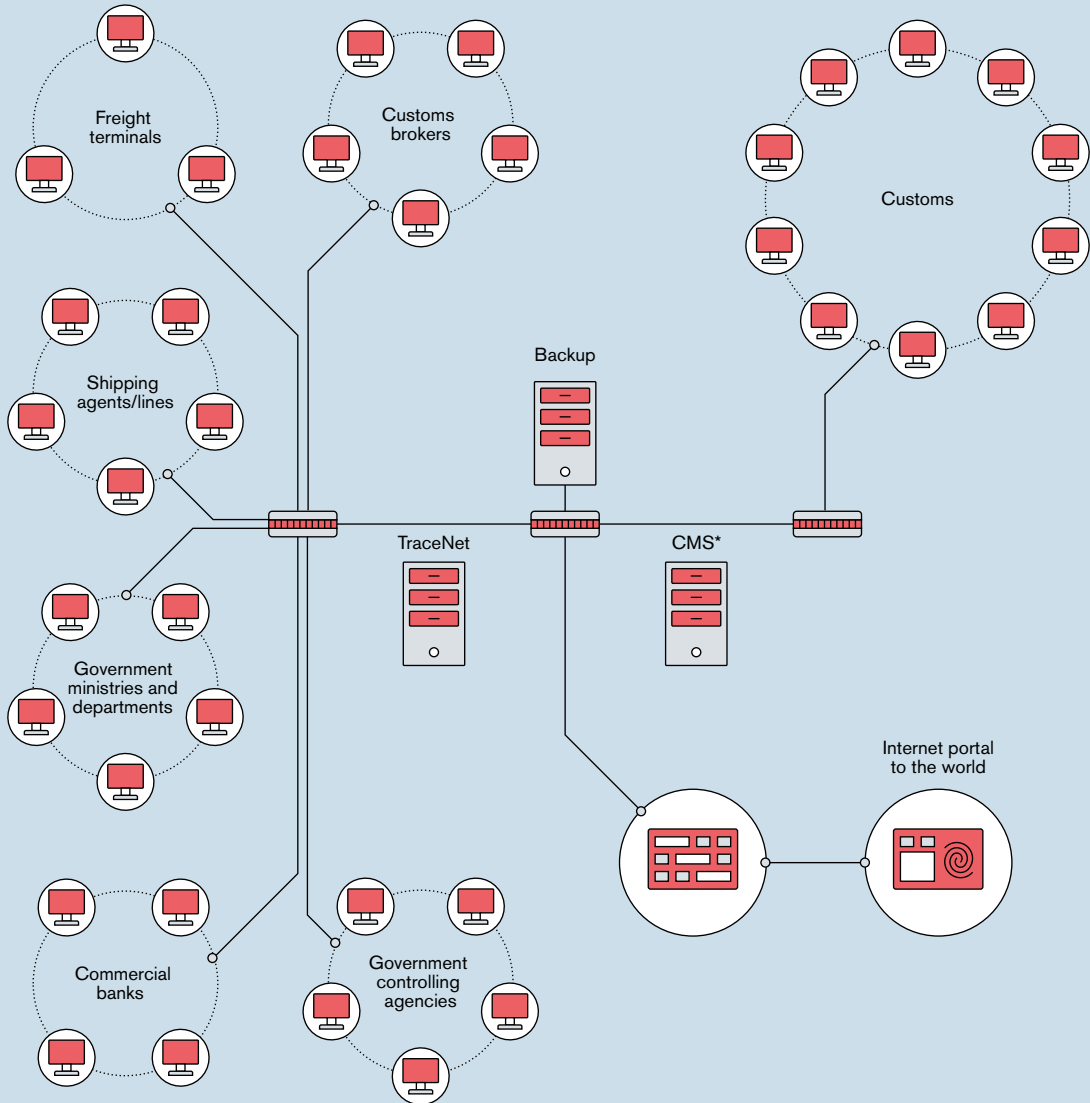 Freight
terminals
Customs
brokers
Customs
Shipping
agents/lines
Backup
TraceNet
CMS*
Government
ministries and
departments
Internet portal
to the world
Commercial
banks
Government
controlling
agencies